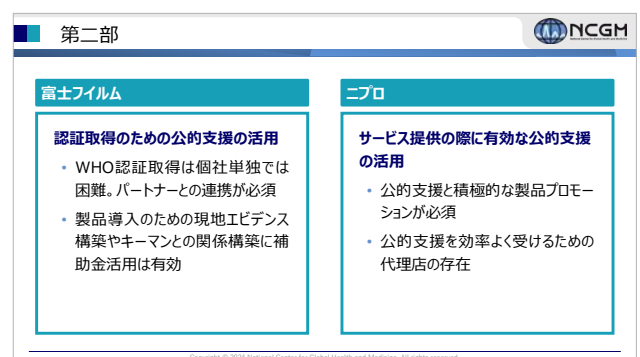 第二部
NCGM
富士フイルム
認証取得のための公的支援の活用
• WHO認証取得は個社単独では
困難。パートナーとの連携が必須
• 製品導入のための現地エビデンス
構築やキーマンとの関係構築に補
助金活用は有効
ニプロ
サービス提供の際に有効な公的支援
の活用
• 公的支援と積極的な製品プロモー
ションが必須
• 公的支援を効率よく受けるための
代理店の存在